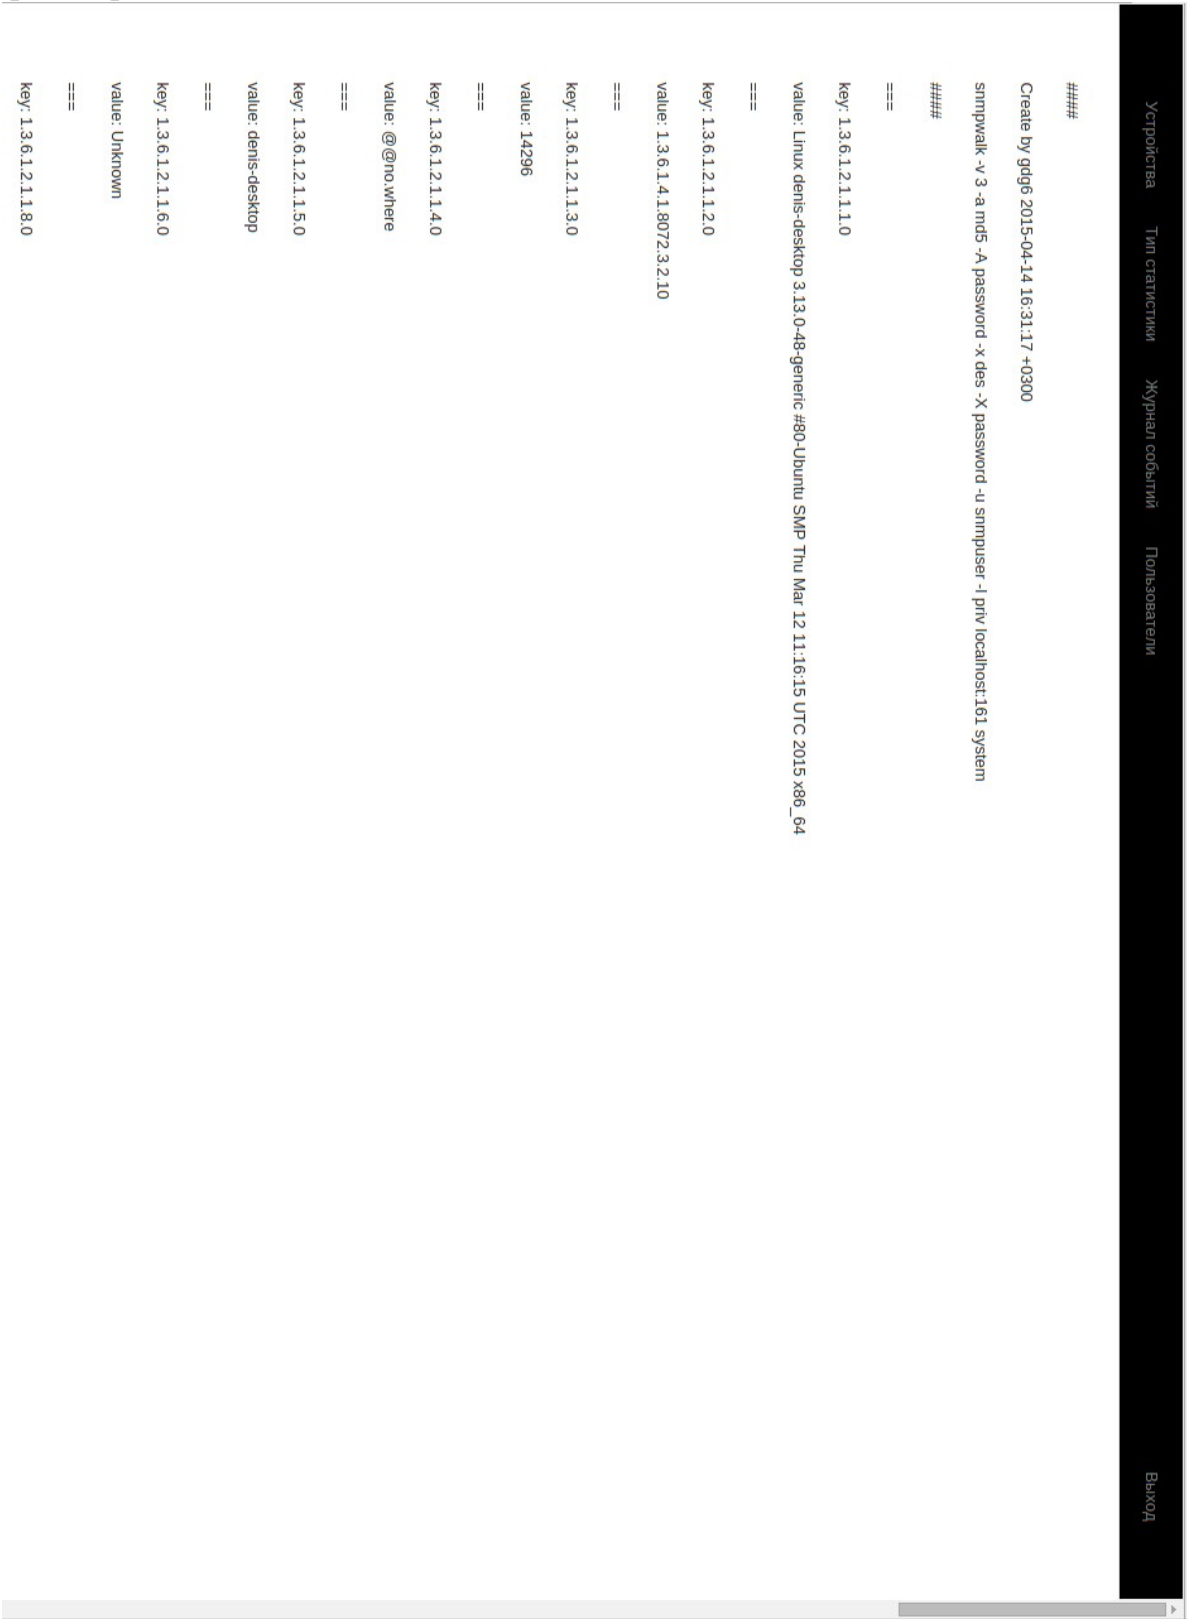 Устройства Тип статистики Журнал событий Пользователи Выход
####
Create by gdg6 2015-04-14 16:31:17 +0300
snmpwalk -v 3 -a md5 -A password -x des -X password -u snmpuser -l priv localhost:161 system
####
===
key: 1.3.6.1.2.1.1.1.0
value: Linux denis-desktop 3.13.0-48-generic #80-Ubuntu SMP Thu Mar 12 11:16:15 UTC 2015 x86_64
===
key: 1.3.6.1.2.1.1.2.0
value: 1.3.6.1.4.1.8072.3.2.10
===
key: 1.3.6.1.2.1.1.3.0
value: 14296
===
key: 1.3.6.1.2.1.1.4.0
value: @@no.where
===
key: 1.3.6.1.2.1.1.5.0
value: denis-desktop
===
key: 1.3.6.1.2.1.1.6.0
value: Unknown
===
key: 1.3.6.1.2.1.1.8.0